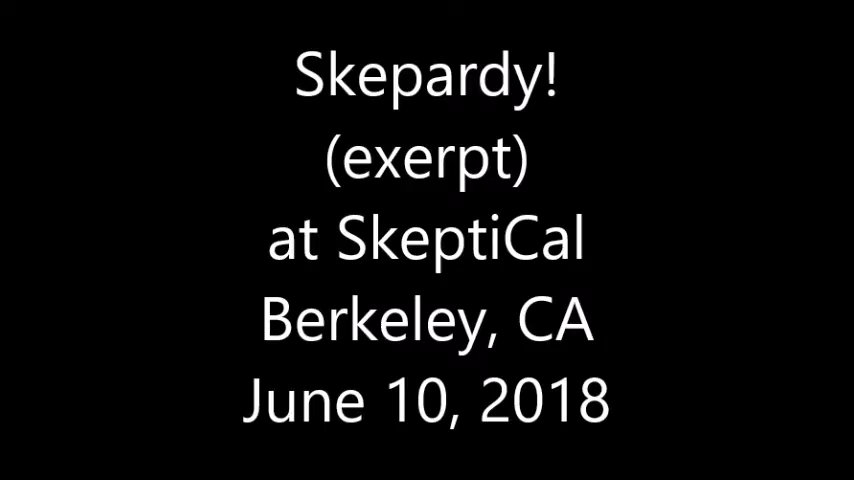 Skepardy!
(exerpt)
at SkeptiCal
Berkeley, CA
June 10, 2018